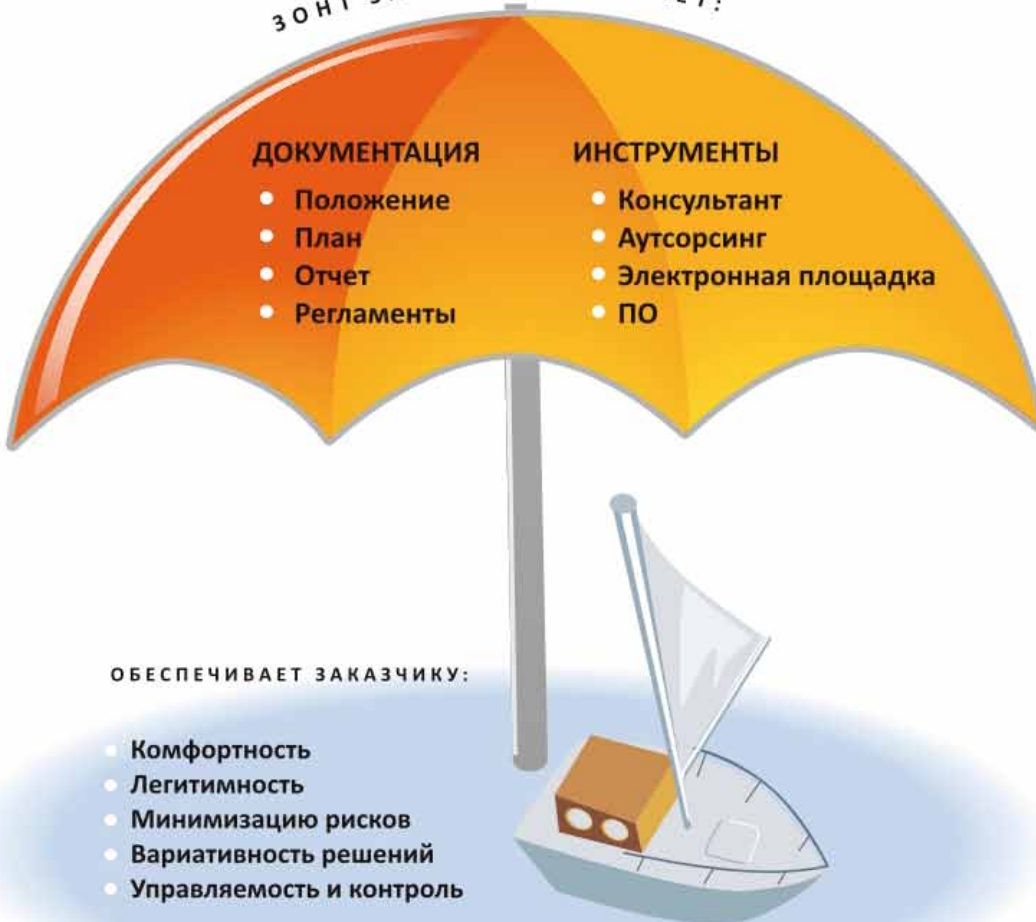 ЗОНТ
ДОКУМЕНТАЦИЯ
• Положение
• План
• Отчет
• Регламенты
ИНСТРУМЕНТЫ
• Консультант
• Аутсорсинг
• Электронная площадка
• ПО
ОБЕСПЕЧИВАЕТ ЗАКАЗЧИКУ:
• Комфортность
• Легитимность
• Минимизацию рисков
• Вариативность решений
• Управляемость и контроль